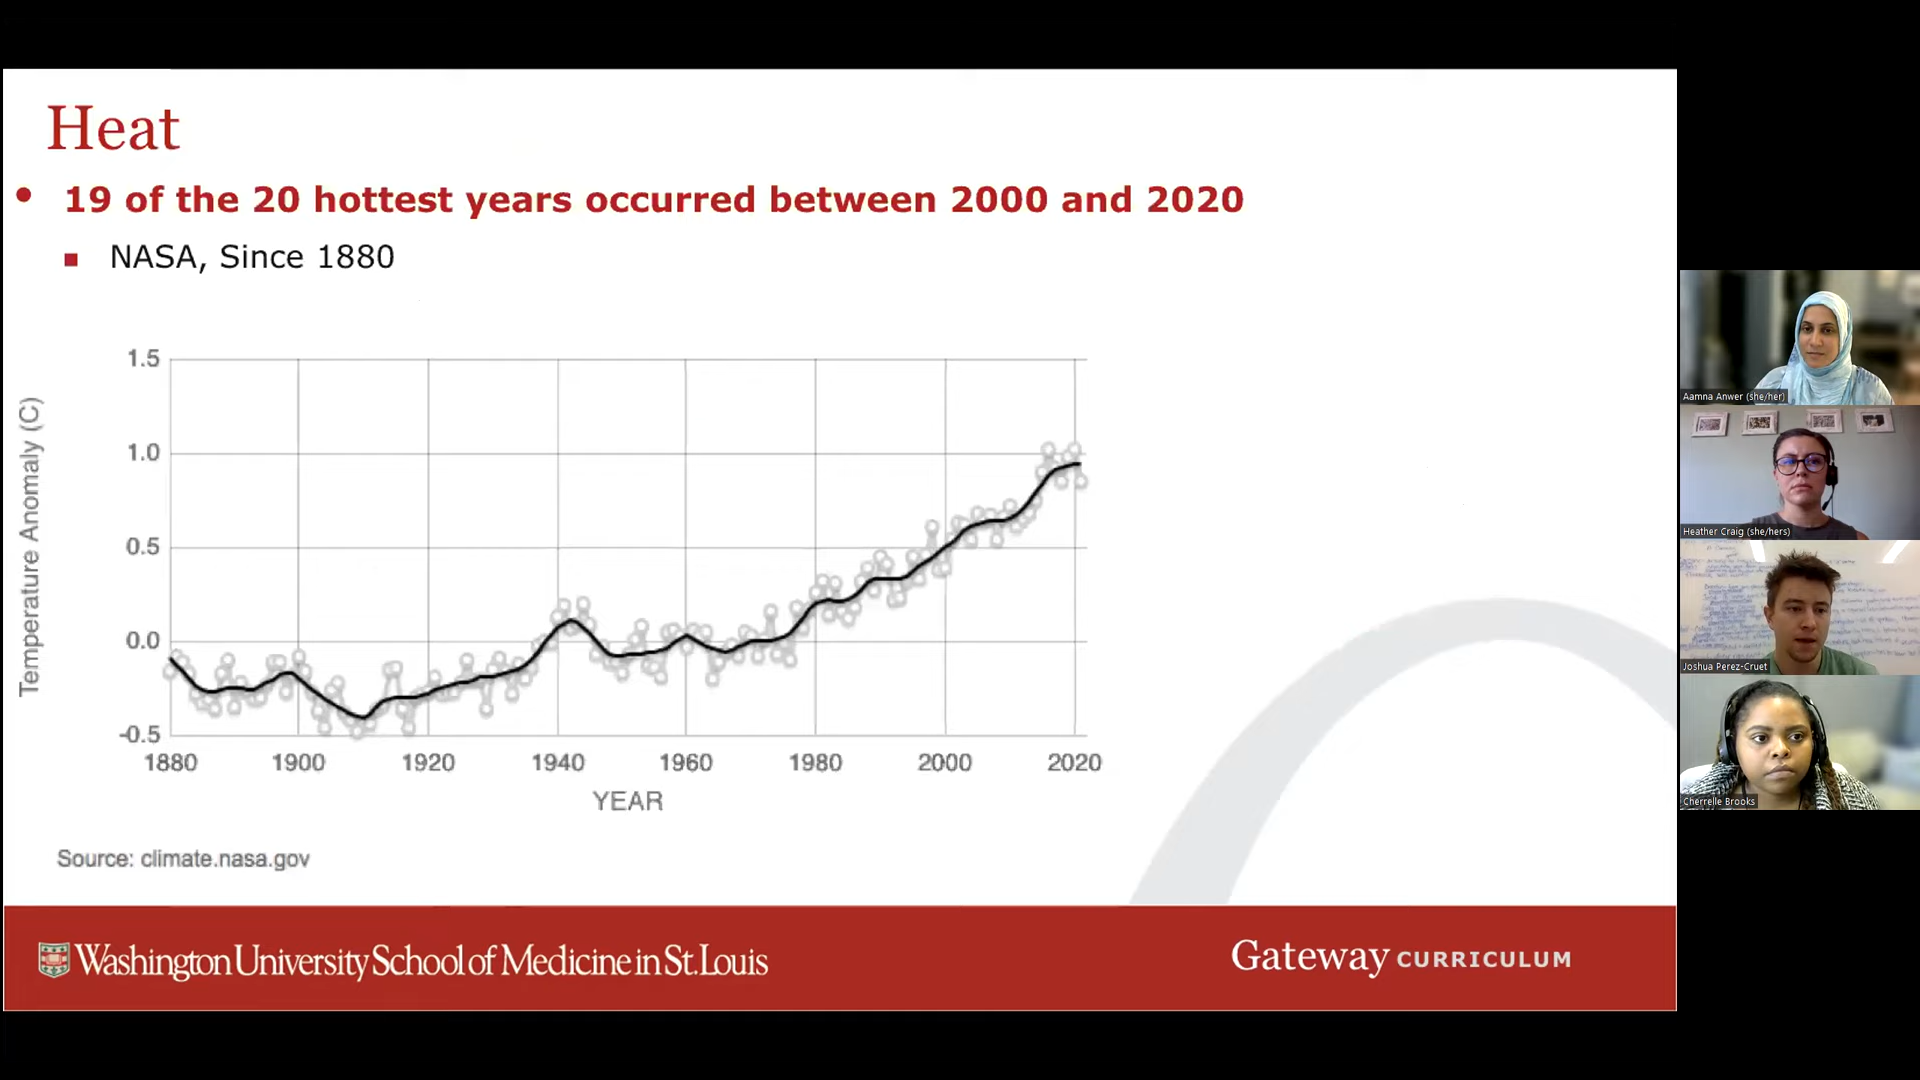 Heat
• 19 of the 20 hottest years occurred between 2000 and 2020
▪ NASA, Since 1880
1.5
1.0
0.5
0.0
-0.5
Temperature Anomaly (C)
1880 1900 1920 1940 1960 1980 2000 2020
YEAR
Source: climate.nasa.gov
Washington University School of Medicine in St. Louis
Gateway CURRICULUM
Aamna Anwer (she/her)
Heather Craig (she/hers)
Joshua Perez-Cruet
Cherrelle Brooks